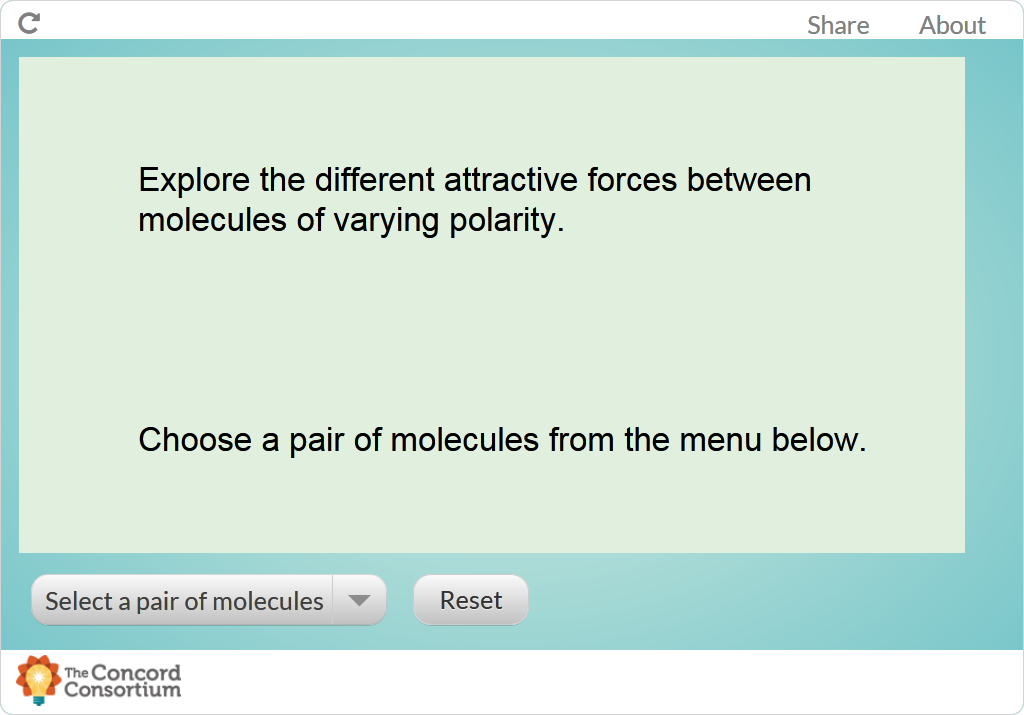 Share About
Explore the different attractive forces between
molecules of varying polarity.
Choose a pair of molecules from the menu below.
Select a pair of molecules Reset
The Concord
Consortium